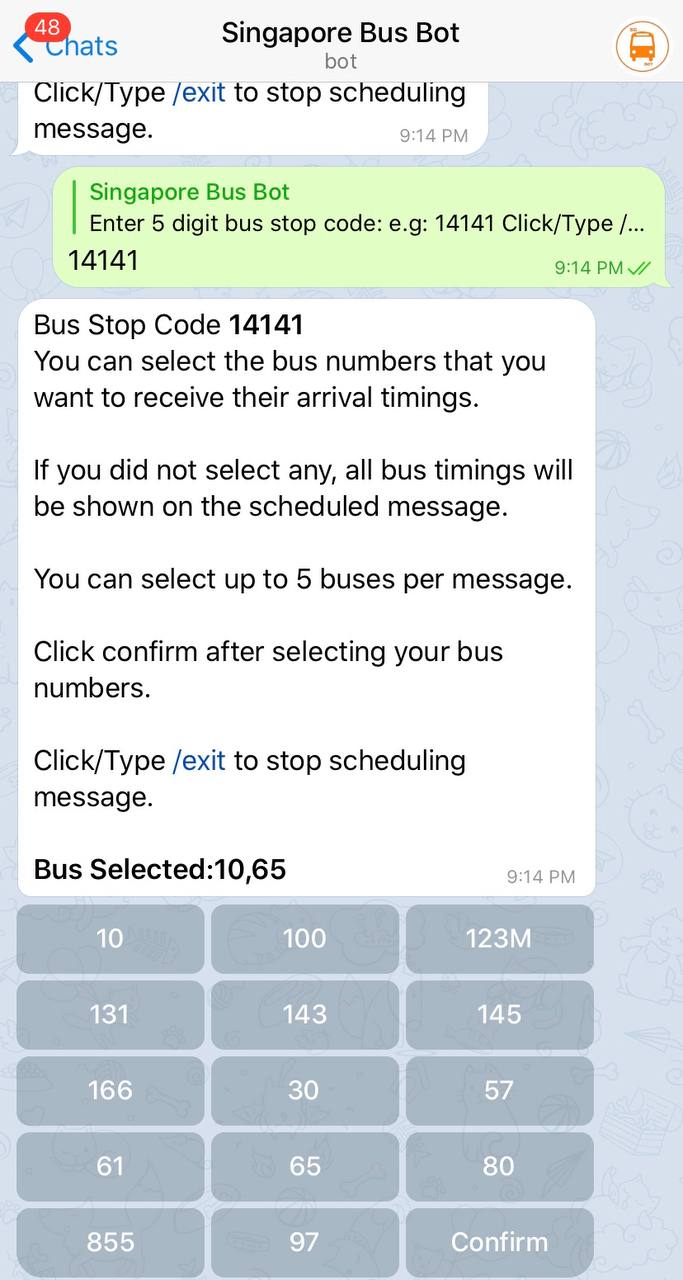 48
Chats
Singapore Bus Bot
bot
Click/Type /exit to stop scheduling
message.
9:14 PM
Singapore Bus Bot
Enter 5 digit bus stop code: e.g: 14141 Click/Type /...
14141
9:14 PM
Bus Stop Code 14141
You can select the bus numbers that you
want to receive their arrival timings.
If you did not select any, all bus timings will
be shown on the scheduled message.
You can select up to 5 buses per message.
Click confirm after selecting your bus
numbers.
Click/Type /exit to stop scheduling
message.
Bus Selected:10,65
9:14 PM
10 100 123M
131 143 145
166 30 57
61 65 80
855 97 Confirm